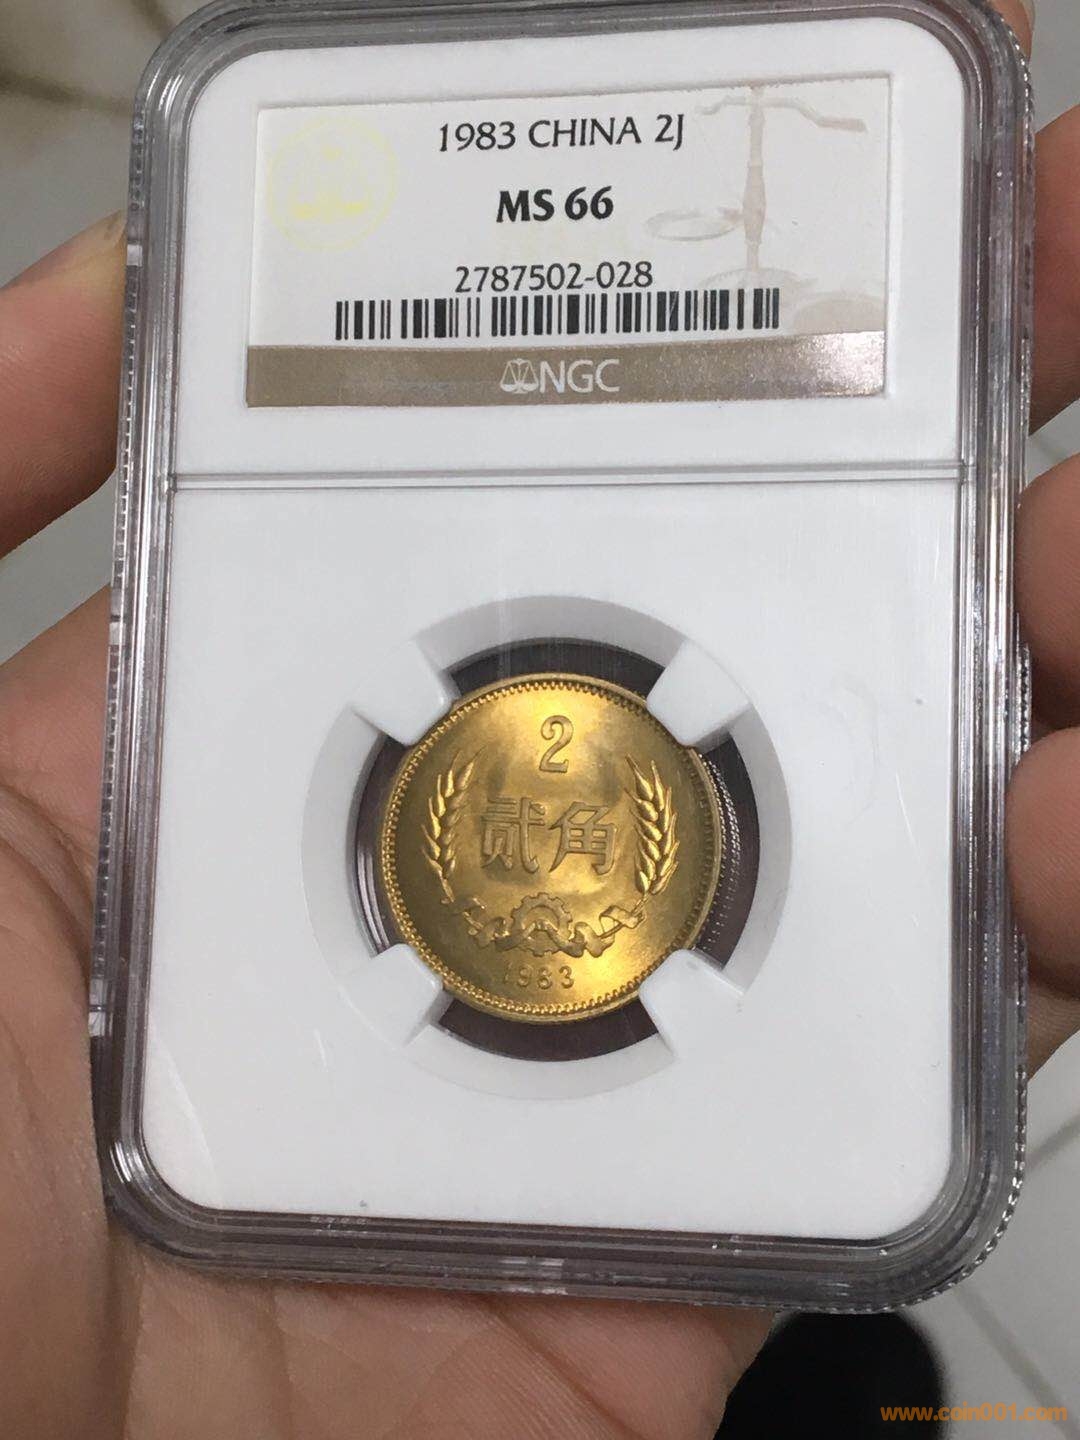 1983 CHINA 2J
MS 66
2787502-028
NGC
2
贰角
1983
www.coin001.com